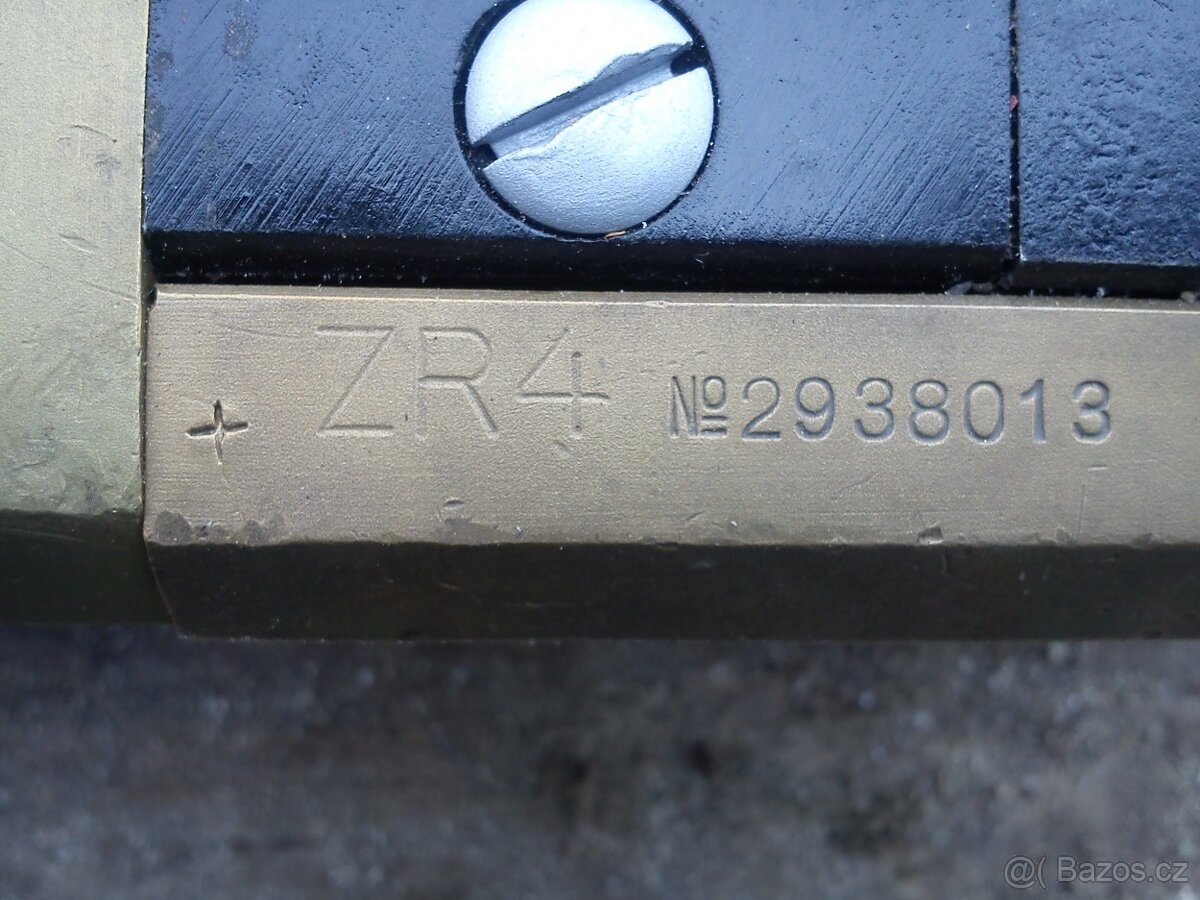 + ZR4 №2938013
@( Bazos.cz